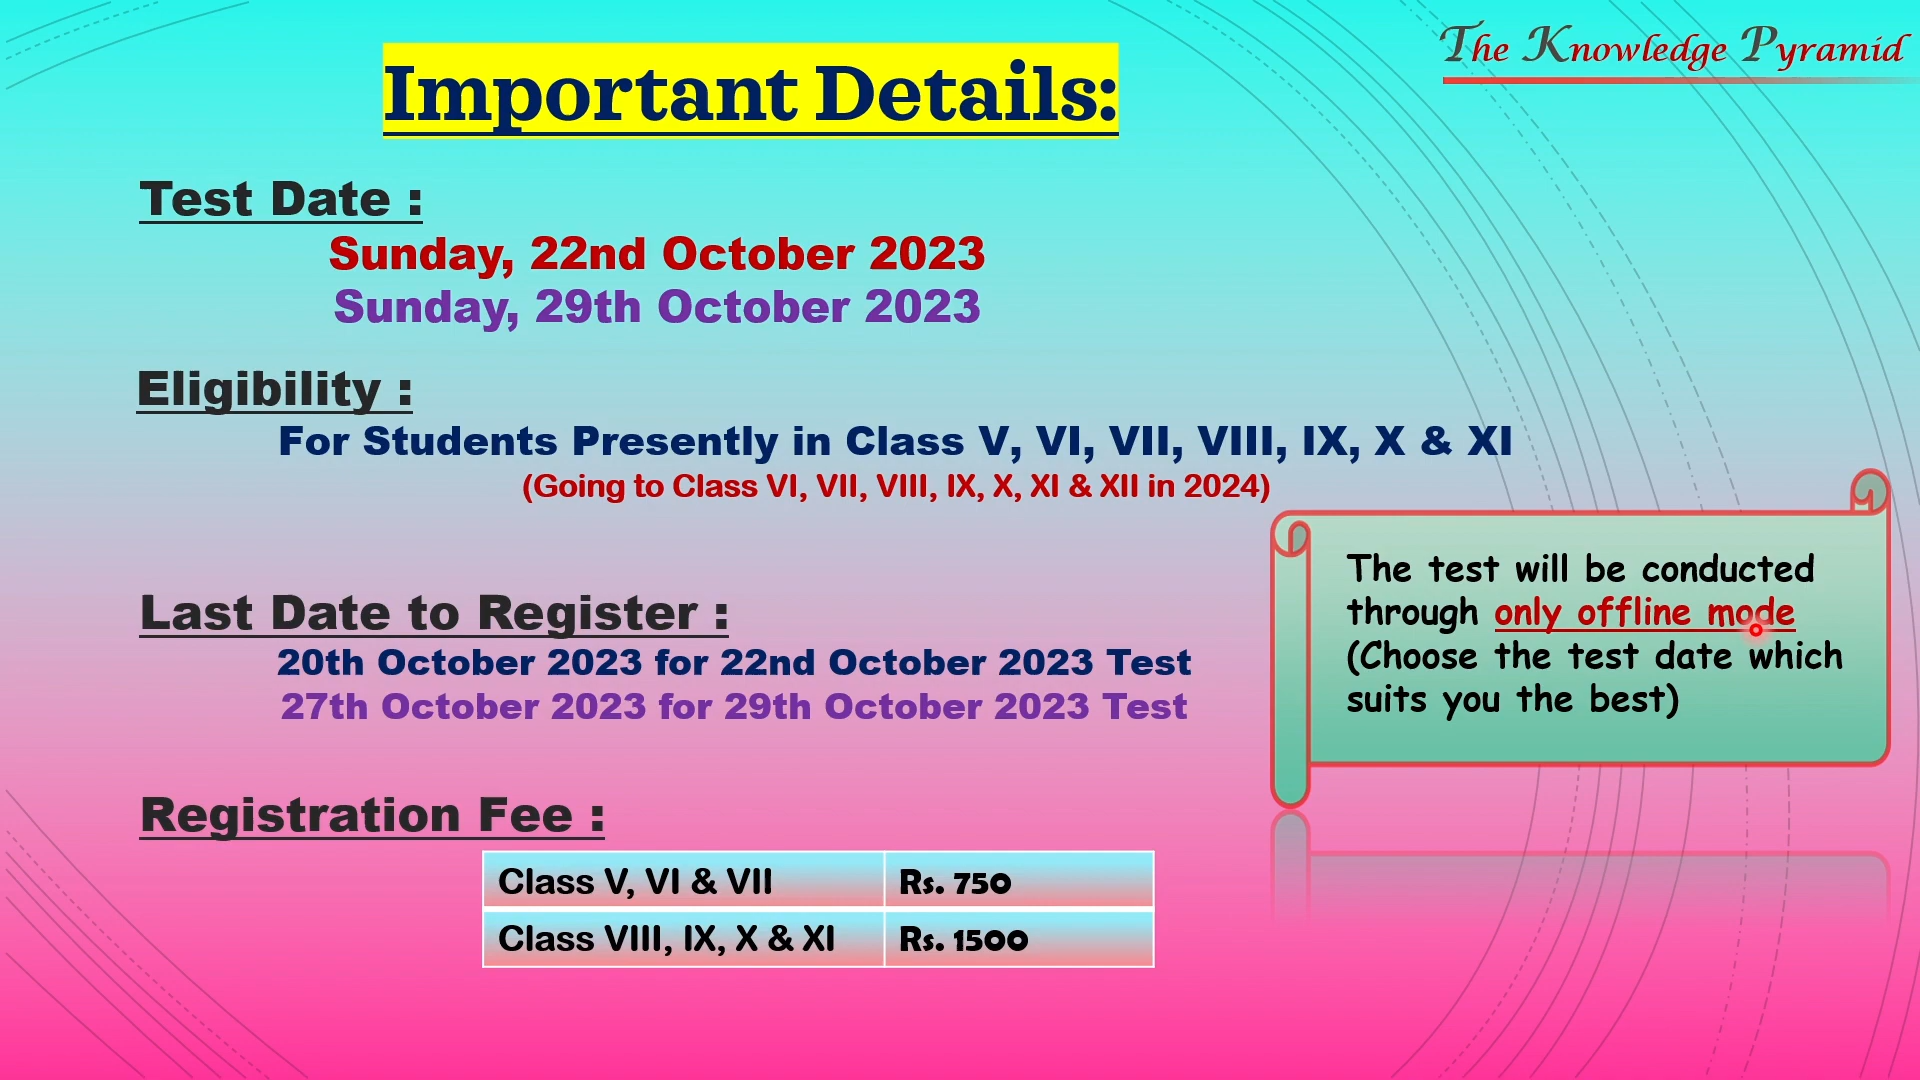 The Knowledge Pyramid
Important Details:
Test Date :
Sunday, 22nd October 2023
Sunday, 29th October 2023
Eligibility :
For Students Presently in Class V, VI, VII, VIII, IX, X & XI
(Going to Class VI, VII, VIII, IX, X, XI & XII in 2024)
The test will be conducted
through only offline mode
(Choose the test date which
suits you the best)
Last Date to Register :
20th October 2023 for 22nd October 2023 Test
27th October 2023 for 29th October 2023 Test
Registration Fee :
Class V, VI & VII Rs. 750
Class VIII, IX, X & XI Rs. 1500